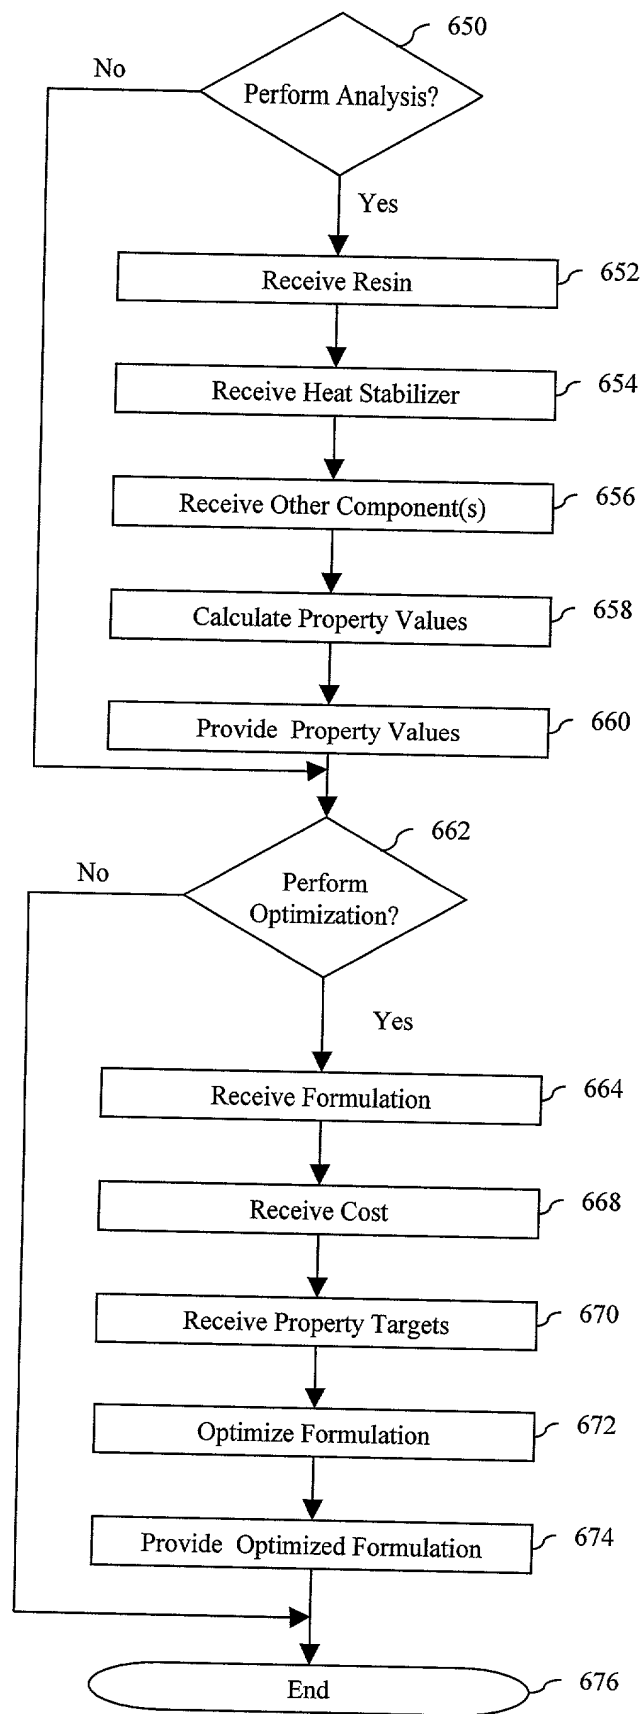 650
No
Perform Analysis?
Yes
Receive Resin
652
Receive Heat Stabilizer
654
Receive Other Component(s)
656
Calculate Property Values
658
Provide Property Values
660
662
No
Perform
Optimization?
Yes
Receive Formulation
664
Receive Cost
668
Receive Property Targets
670
Optimize Formulation
672
Provide Optimized Formulation
674
End
676